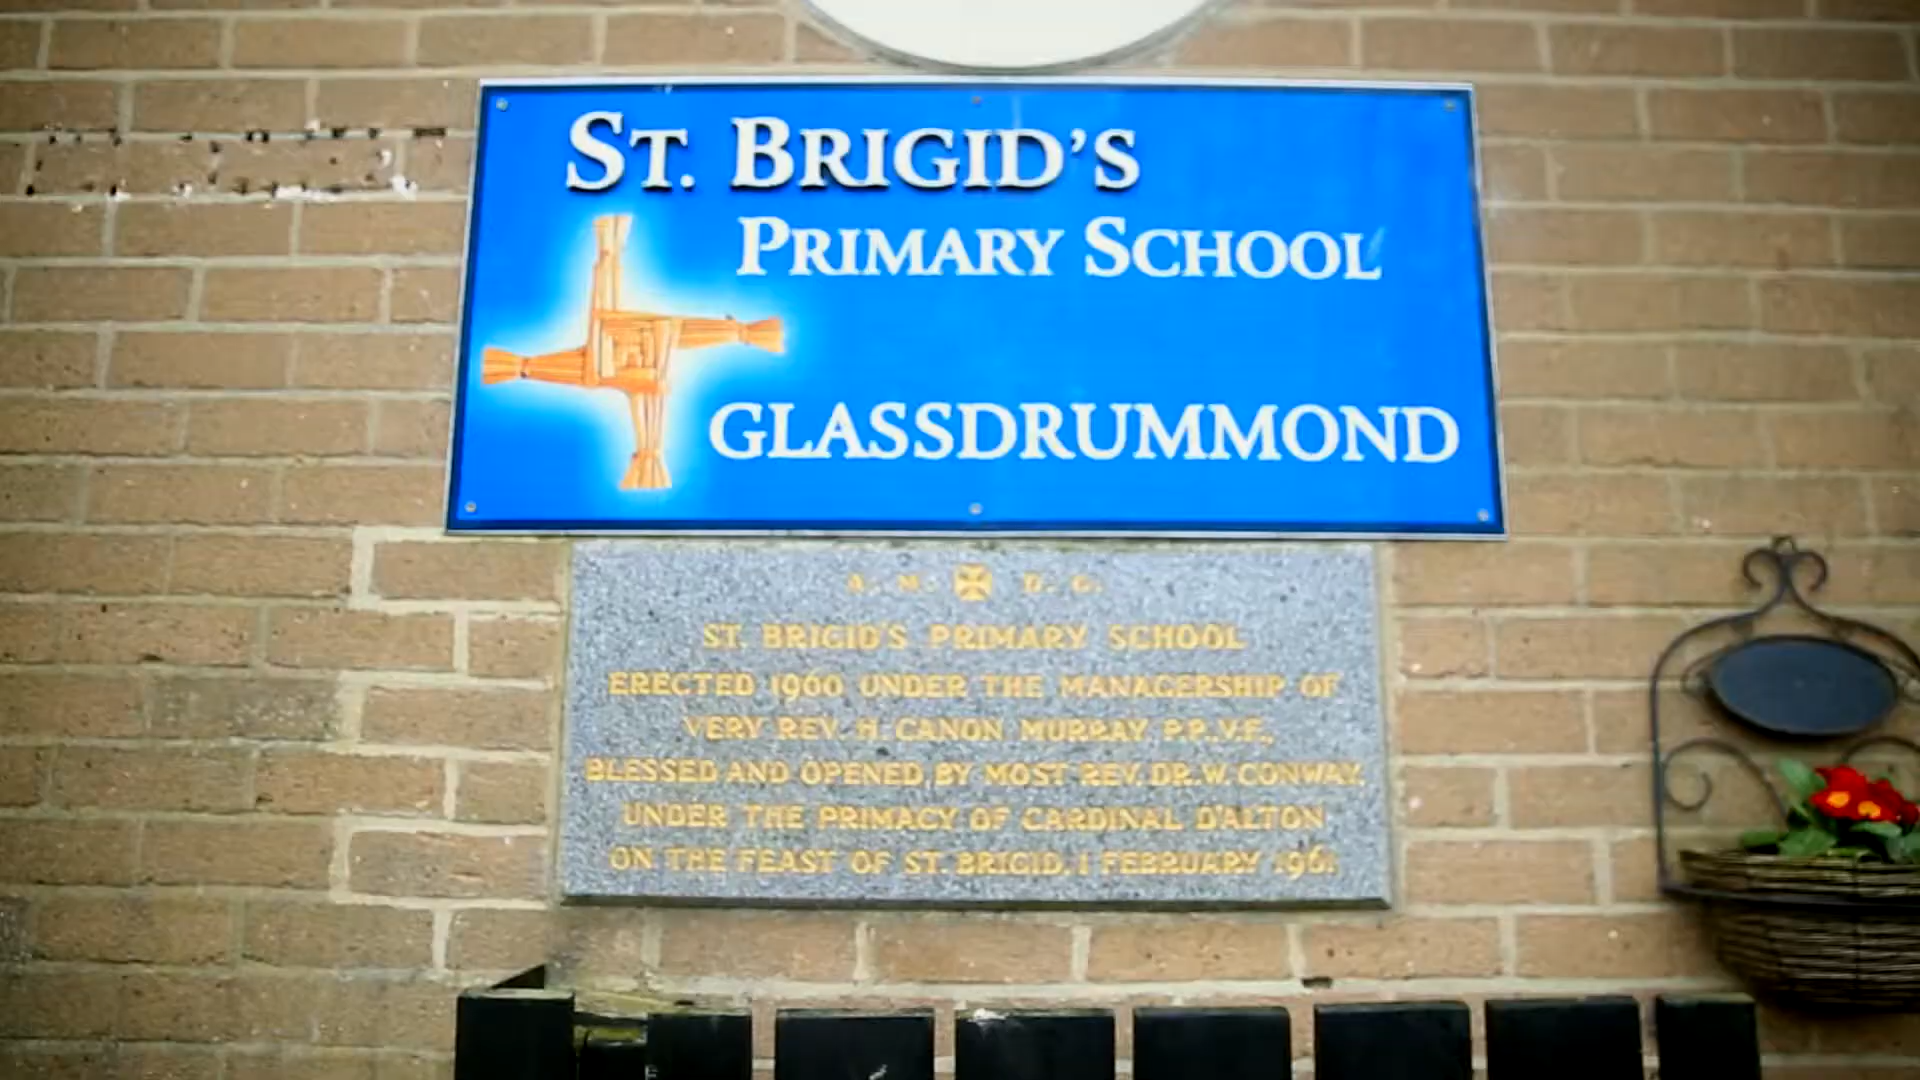 ST. BRIGID'S
PRIMARY SCHOOL
GLASSDRUMMOND
A. M. D. G.
ST. BRIGID'S PRIMARY SCHOOL
ERECTED 1960 UNDER THE MANAGERSHIP OF
VERY REV. H. CANON MURRAY P.P.,V.F.,
BLESSED AND OPENED BY MOST REV. DR. W. CONWAY,
UNDER THE PRIMACY OF CARDINAL D'ALTON
ON THE FEAST OF ST. BRIGID, 1 FEBRUARY 1961